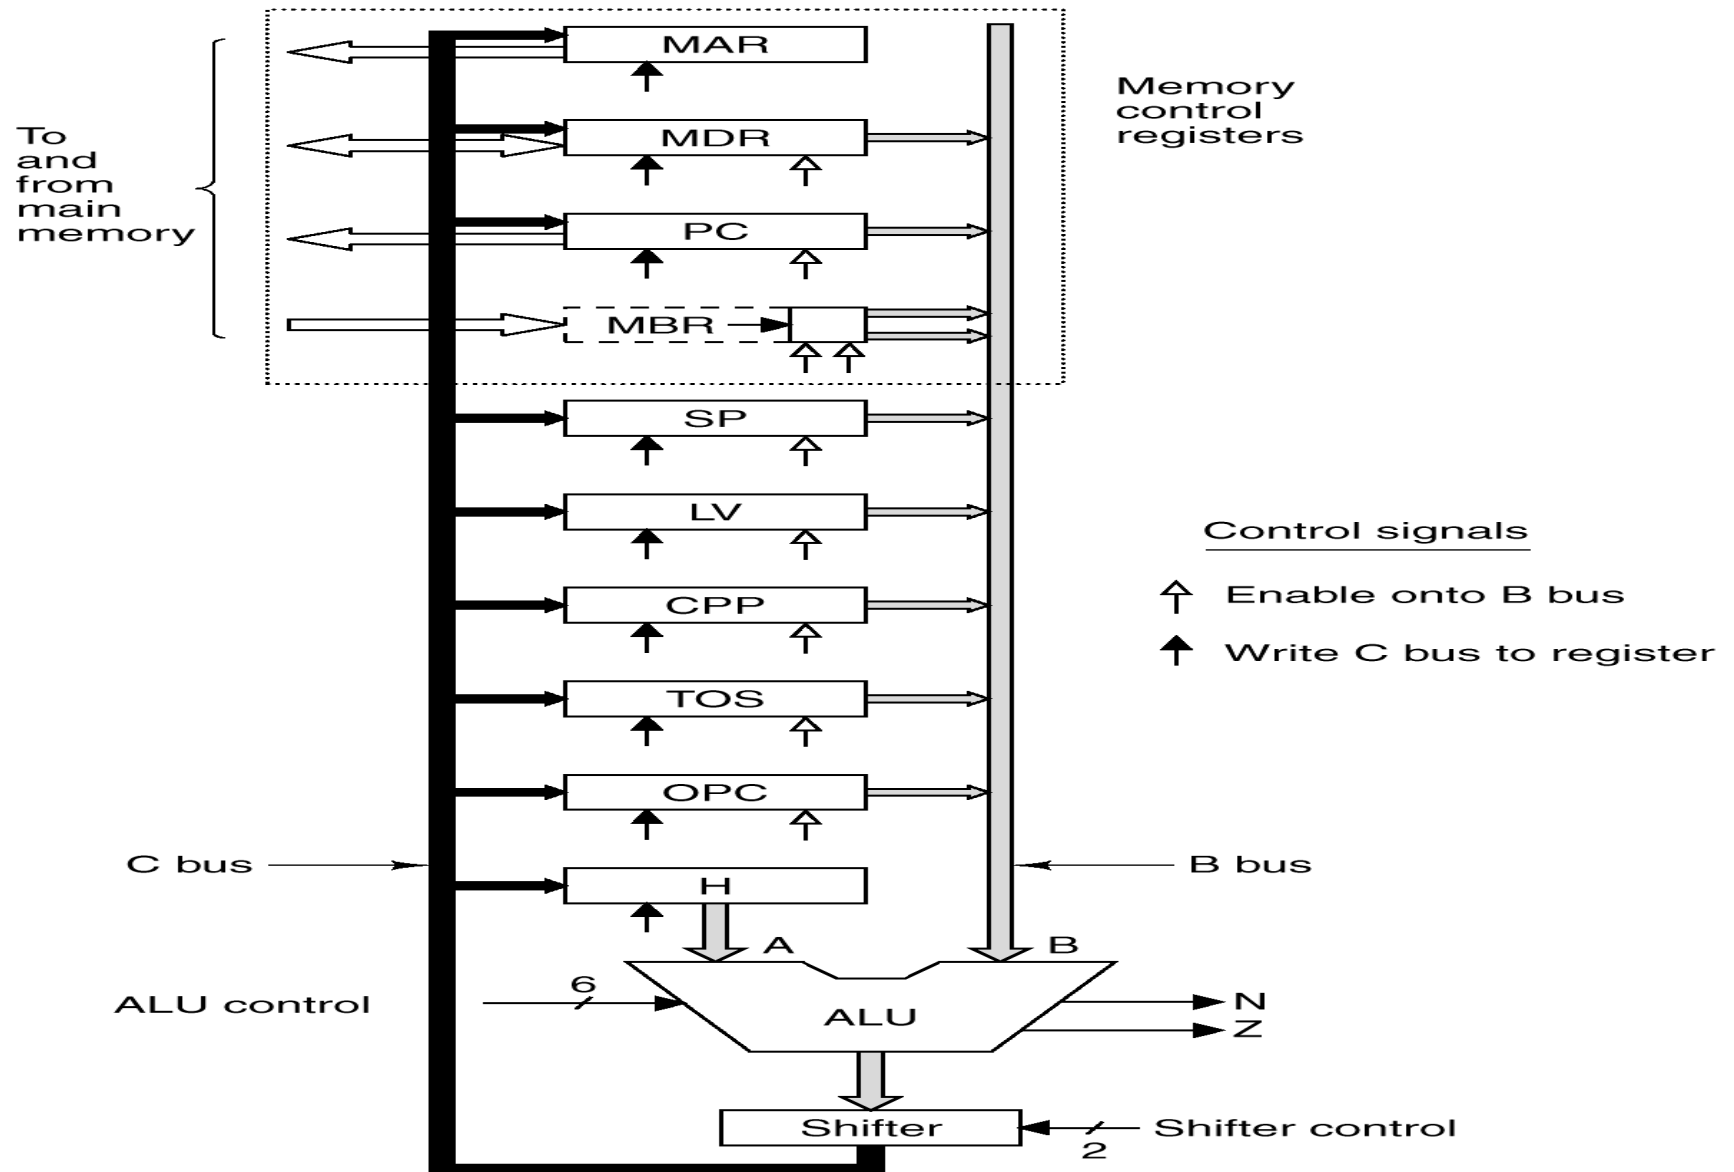 MAR
Memory
control
registers
To
and
from
main
memory
MDR
PC
MBR
SP
LV
Control signals
CPP
Enable onto B bus
Write C bus to register
TOS
OPC
C bus
B bus
H
A
B
6
ALU control
ALU
N
Z
Shifter
Shifter control
2